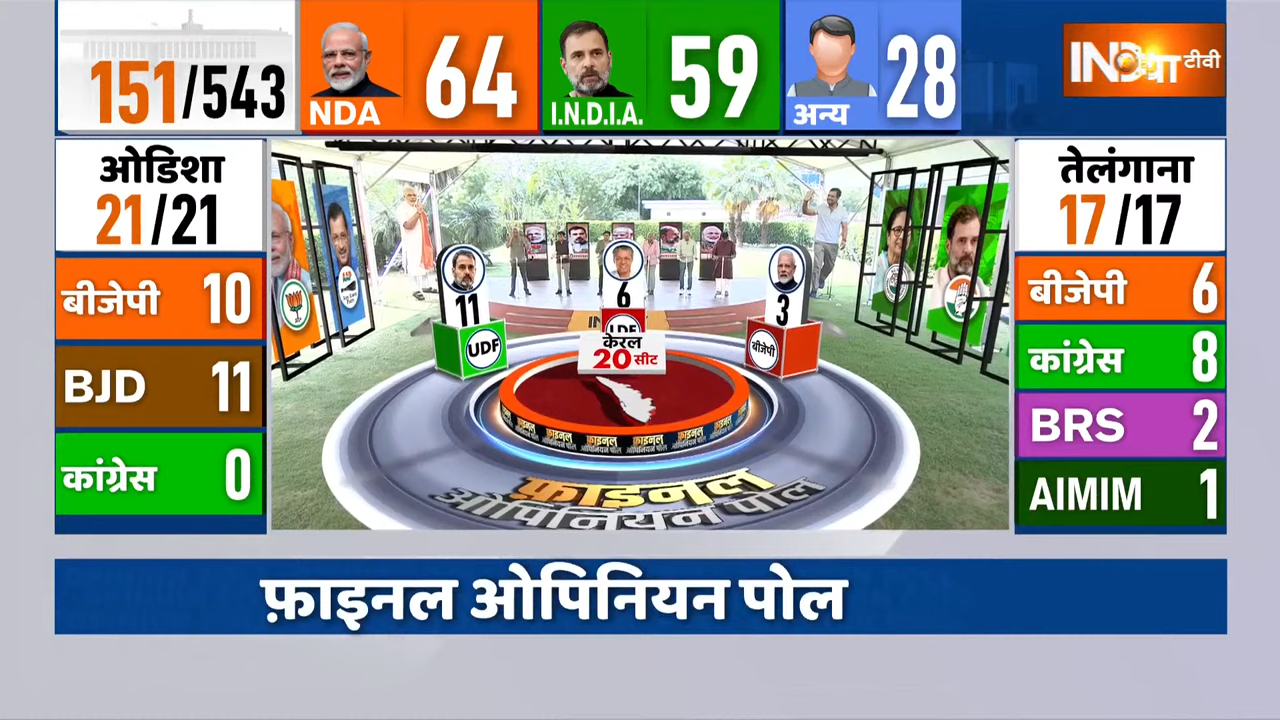 151/543
NDA
64
I.N.D.I.A.
59
अन्य
28
टीवी
ओडिशा
21/21
बीजेपी 10
BJD 11
कांग्रेस 0
11
UDF
6
LDF
3
बीजेपी
केरल
20 सीट
फ़ाइनल
ओपिनियन पोल
तेलंगाना
17/17
बीजेपी 6
कांग्रेस 8
BRS 2
AIMIM 1
फ़ाइनल ओपिनियन पोल